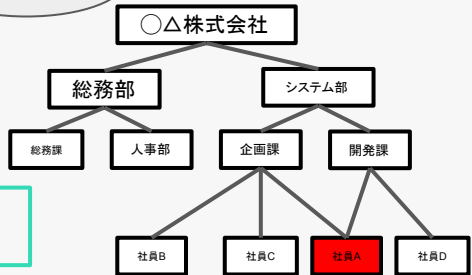 ○△株式会社
総務部
システム部
総務課
人事部
企画課
開発課
社員B
社員C
社員A
社員D